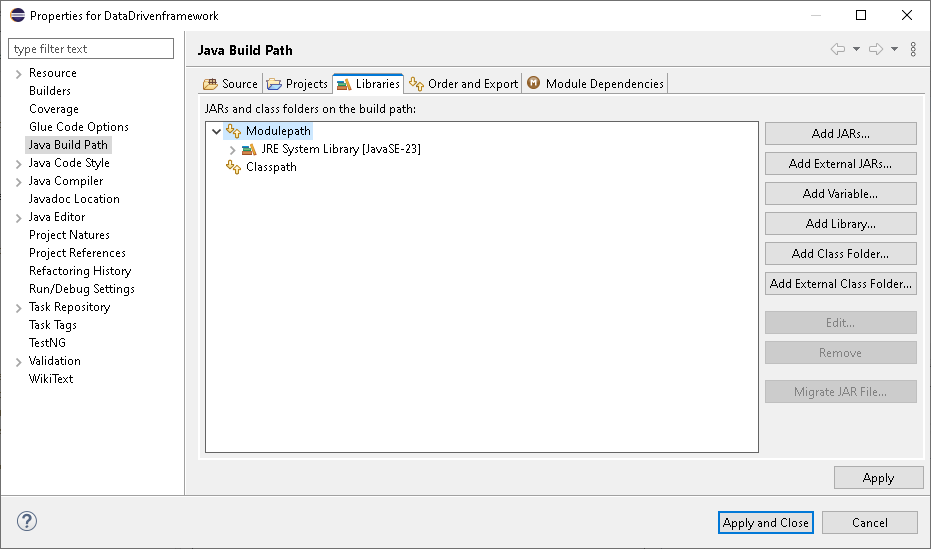 Properties for DataDrivenframework
type filter text
Resource
Builders
Coverage
Glue Code Options
Java Build Path
Java Code Style
Java Compiler
Javadoc Location
Java Editor
Project Natures
Project References
Refactoring History
Run/Debug Settings
Task Repository
Task Tags
TestNG
Validation
WikiText
Java Build Path
Source Projects Libraries Order and Export Module Dependencies
JARs and class folders on the build path:
Modulepath
JRE System Library [JavaSE-23]
Classpath
Add JARs...
Add External JARs...
Add Variable...
Add Library...
Add Class Folder...
Add External Class Folder...
Edit...
Remove
Migrate JAR File...
Apply
Apply and Close Cancel